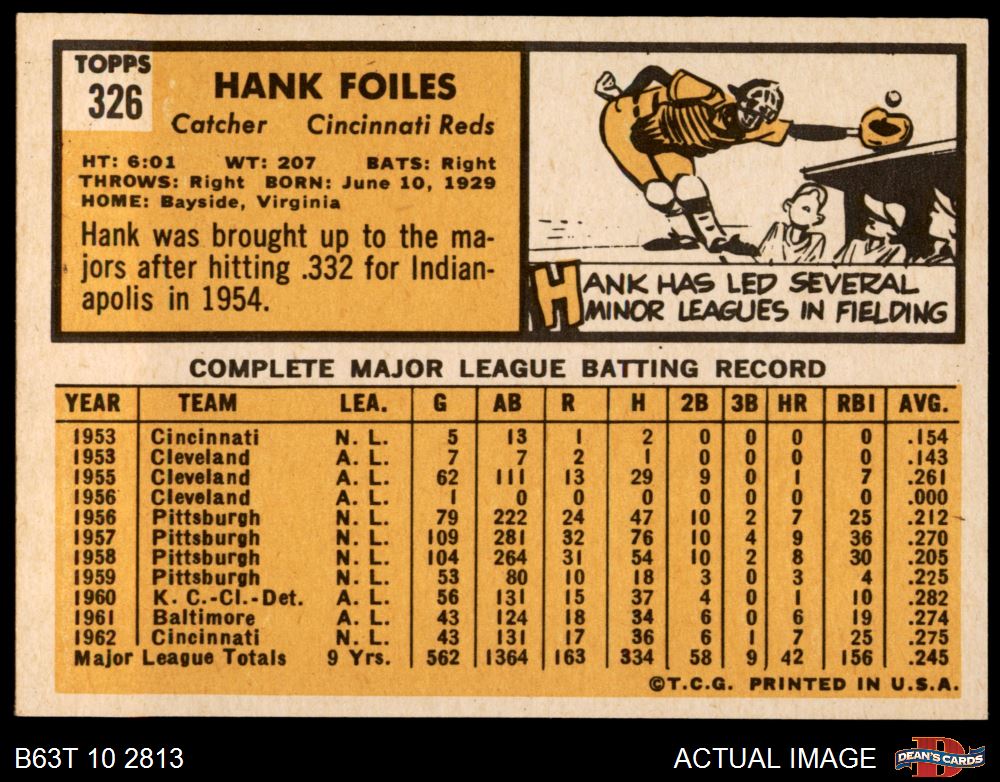 TOPPS
326
HANK FOILES
Catcher Cincinnati Reds
HT: 6:01 WT: 207 BATS: Right
THROWS: Right BORN: June 10, 1929
HOME: Bayside, Virginia
Hank was brought up to the ma-
jors after hitting .332 for Indian-
apolis in 1954.
HANK HAS LED SEVERAL
MINOR LEAGUES IN FIELDING
COMPLETE MAJOR LEAGUE BATTING RECORD
YEAR TEAM LEA. G AB R H 2B 3B HR RBI AVG.
1953 Cincinnati N. L. 5 13 1 2 0 0 0 0 .154
1953 Cleveland A. L. 7 7 2 1 0 0 0 0 .143
1955 Cleveland A. L. 62 111 13 29 9 0 1 7 .261
1956 Cleveland A. L. 1 0 0 0 0 0 0 0 .000
1956 Pittsburgh N. L. 79 222 24 47 10 2 7 25 .212
1957 Pittsburgh N. L. 109 281 32 76 10 4 9 36 .270
1958 Pittsburgh N. L. 104 264 31 54 10 2 8 30 .205
1959 Pittsburgh N. L. 53 80 10 18 3 0 3 4 .225
1960 K. C.-Cl.-Det. A. L. 56 131 15 37 4 0 1 10 .282
1961 Baltimore A. L. 43 124 18 34 6 0 6 19 .274
1962 Cincinnati N. L. 43 131 17 36 6 1 7 25 .275
Major League Totals 9 Yrs. 562 1364 163 334 58 9 42 156 .245
©T.C.G. PRINTED IN U.S.A.
B63T 10 2813
ACTUAL IMAGE
DEAN'S CARDS